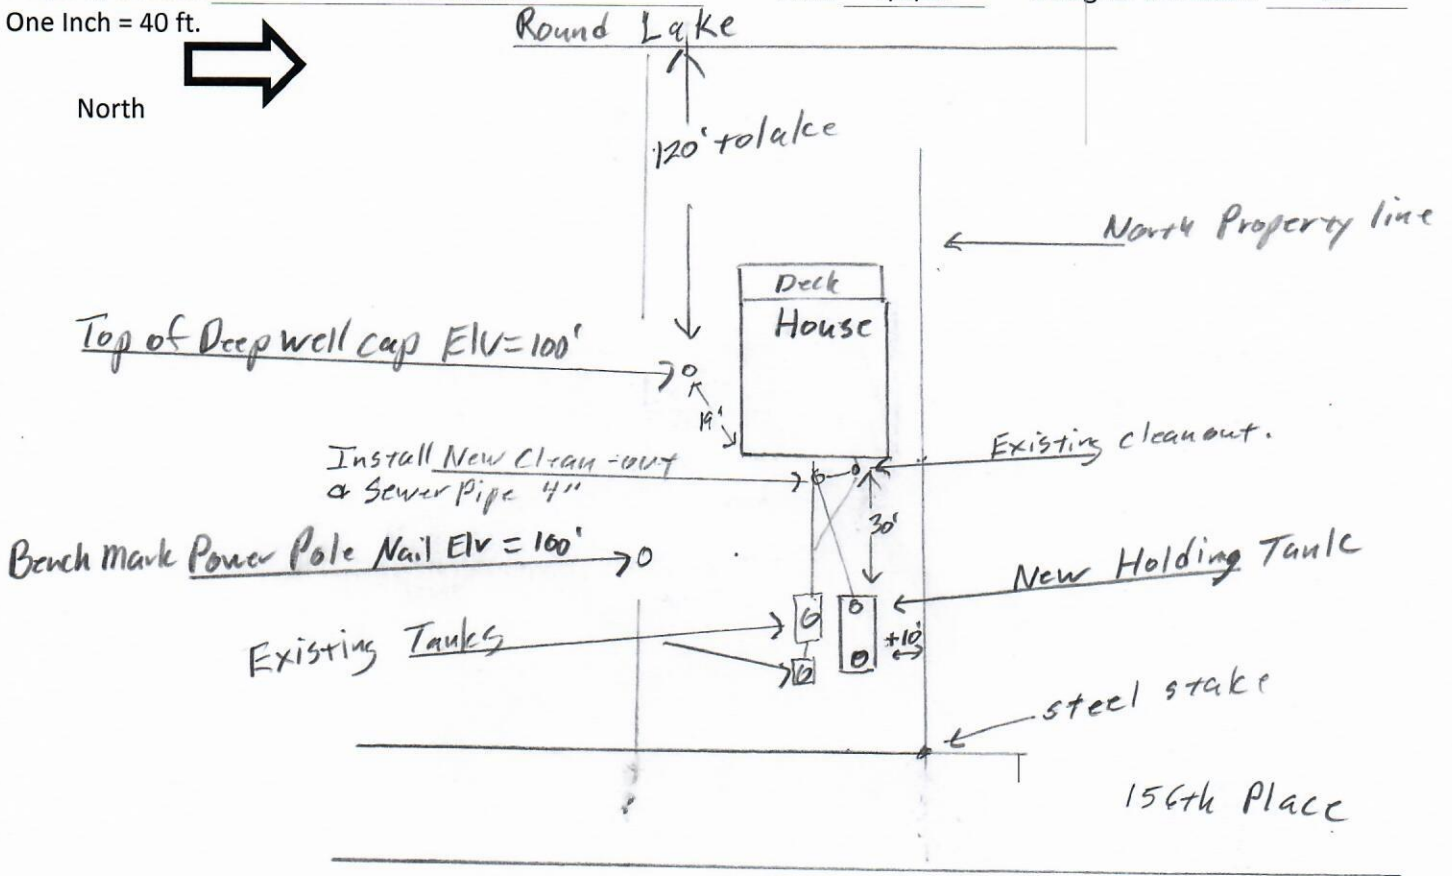 One Inch = 40 ft.
North
Round Lake
120' to lake
North Property line
Deck
House
Top of Deep well cap Elv=100'
19'
Existing cleanout.
Install New Clean-out
& Sewer Pipe 4"
30'
Bench mark Power Pole Nail Elv = 100'
New Holding Tank
Existing Tanks
+10'
steel stake
156th Place